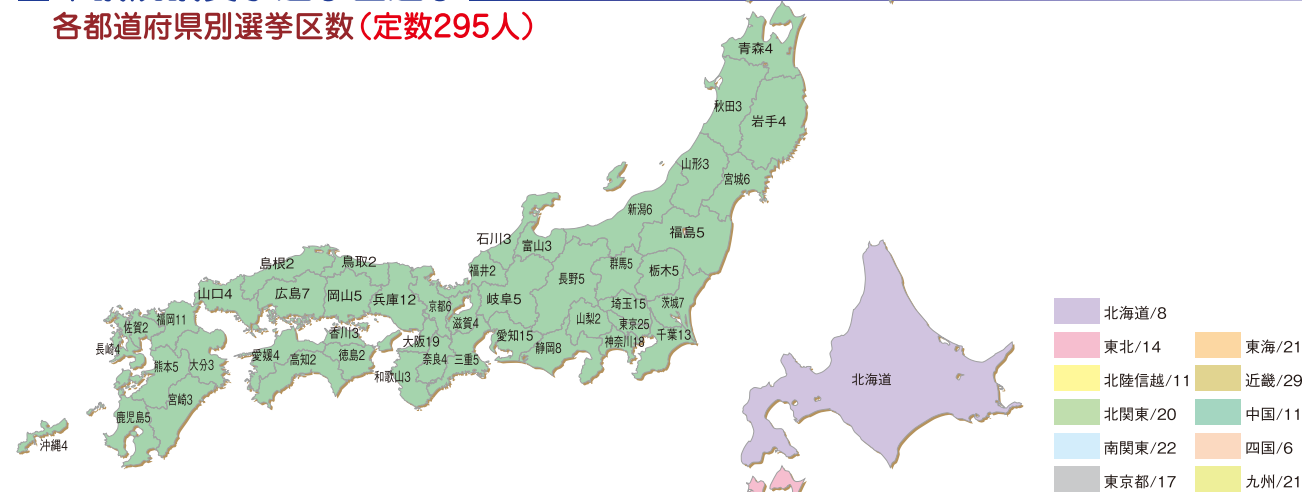 各都道府県別選挙区数(定数295人)
青森4
秋田3
岩手4
山形3
宮城6
新潟6
福島5
石川3
富山3
福井2
長野5
群馬5
栃木5
島根2
鳥取2
山口4
広島7
岡山5
兵庫12
京都6
岐阜5
埼玉15
茨城7
山梨2
東京25
千葉13
神奈川18
滋賀4
愛知15
静岡8
佐賀2
福岡11
香川3
大阪19
長崎4
愛媛4
高知2
徳島2
奈良4
三重5
熊本5
大分3
和歌山3
宮崎3
鹿児島5
沖縄4
北海道
北海道/8
東北/14
北陸信越/11
北関東/20
南関東/22
東京都/17
東海/21
近畿/29
中国/11
四国/6
九州/21